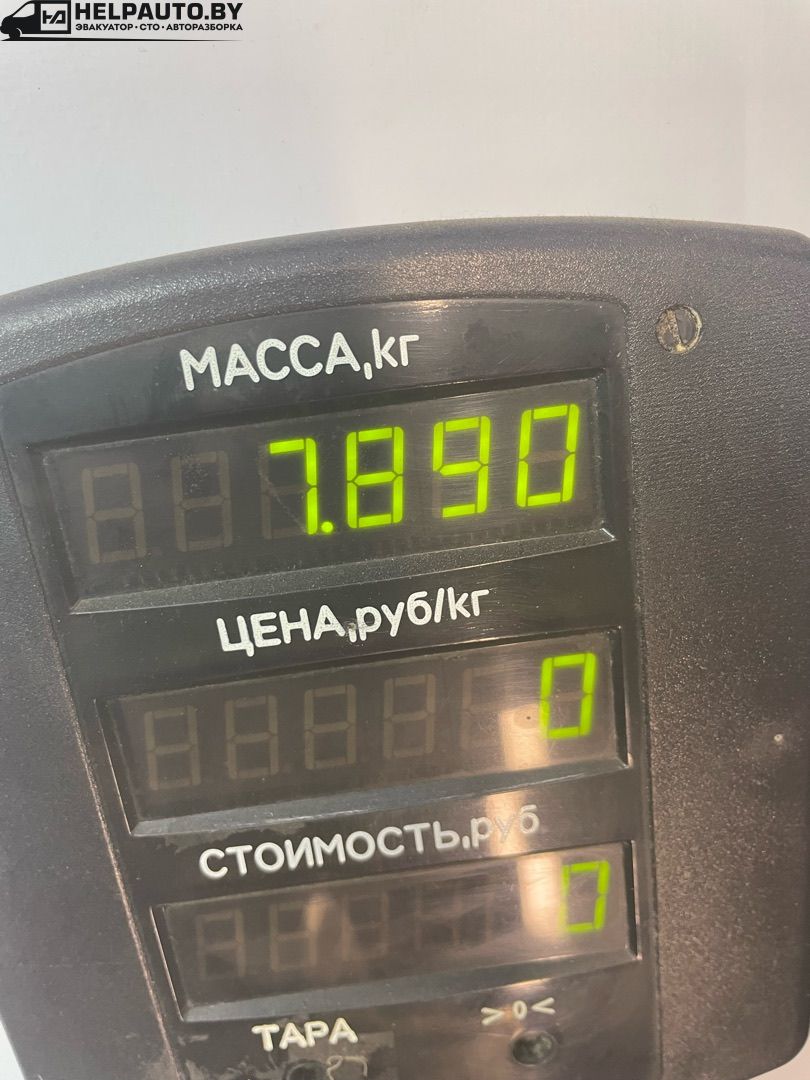 HELPAUTO.BY
ЭВАКУАТОР•СТО•АВТОРАЗБОРКА
МАССА,кг
7.890
ЦЕНА,руб/кг
0
СТОИМОСТЬ,руб
0
ТАРА >0<